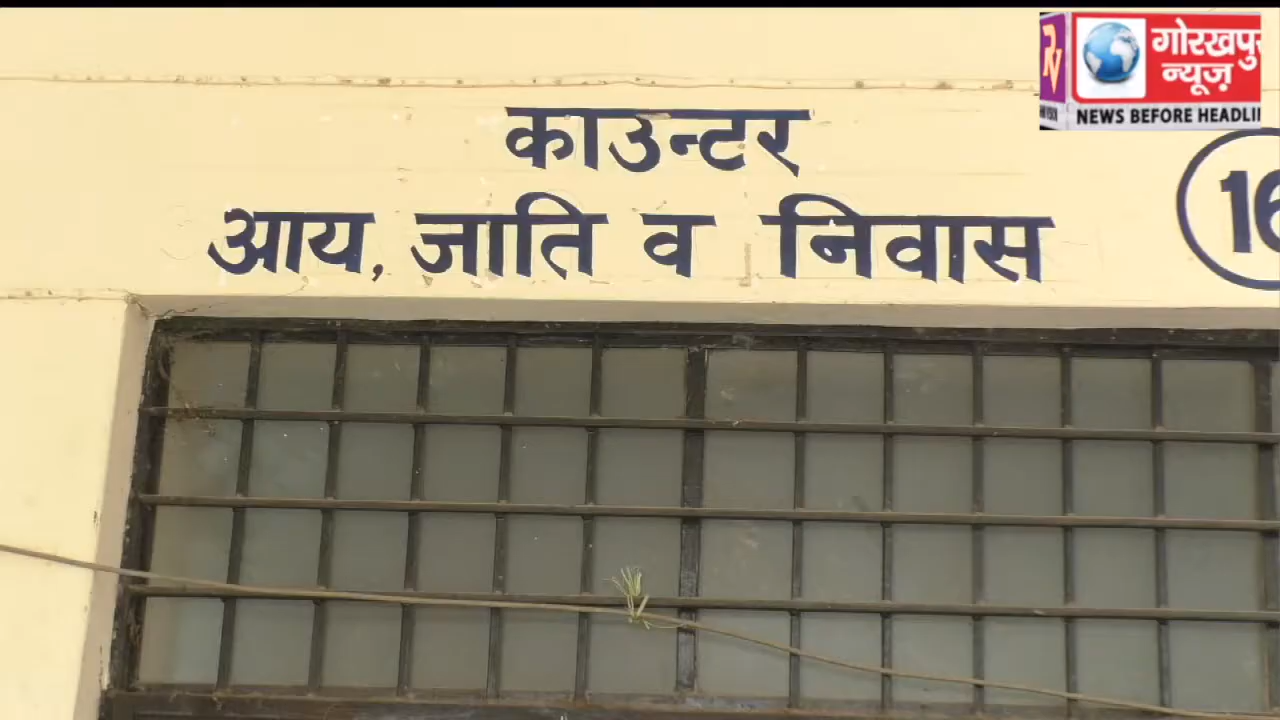 गोरखपुर
न्यूज़
NEWS BEFORE HEADLI
काउन्टर
आय, जाति व निवास
16